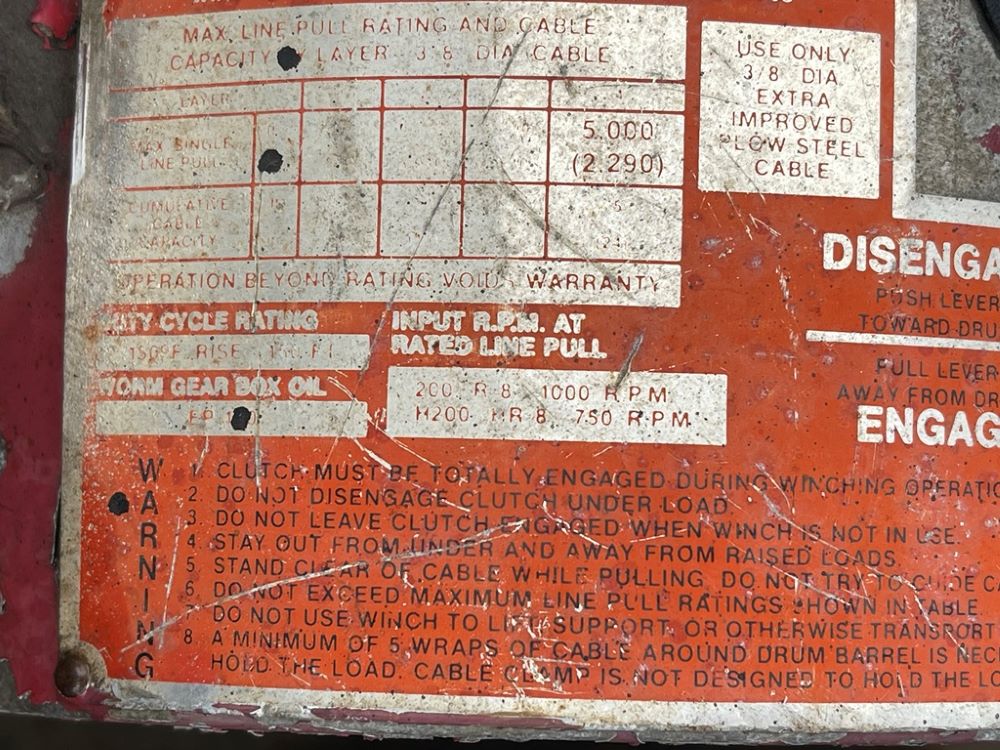 MAX. LINE PULL RATING AND CABLE
CAPACITY LAYER 3/8 DIA CABLE
LAYER
MAX SINGLE
LINE PULL
5.000
(2.290)
CUMULATIVE
CABLE
CAPACITY
OPERATION BEYOND RATING VOIDS WARRANTY
USE ONLY
3/8 DIA
EXTRA
IMPROVED
PLOW STEEL
CABLE
DUTY CYCLE RATING
150°F RISE
WORM GEAR BOX OIL
INPUT R.P.M. AT
RATED LINE PULL
200 R 8 1000 R.P.M
H200 HR 8 750 R.P.M.
DISENGA
PUSH LEVER
TOWARD DRU
PULL LEVER
AWAY FROM DR
ENGAG
WARNING
1. CLUTCH MUST BE TOTALLY ENGAGED DURING WINCHING OPERATIO
2. DO NOT DISENGAGE CLUTCH UNDER LOAD
3. DO NOT LEAVE CLUTCH ENGAGED WHEN WINCH IS NOT IN USE.
4. STAY OUT FROM UNDER AND AWAY FROM RAISED LOADS.
5. STAND CLEAR OF CABLE WHILE PULLING. DO NOT TRY TO GUIDE CA
6. DO NOT EXCEED MAXIMUM LINE PULL RATINGS SHOWN IN TABLE.
7. DO NOT USE WINCH TO LIFT, SUPPORT, OR OTHERWISE TRANSPORT
8. A MINIMUM OF 5 WRAPS OF CABLE AROUND DRUM BARREL IS NEC
HOLD THE LOAD. CABLE CLAMP IS NOT DESIGNED TO HOLD THE LO